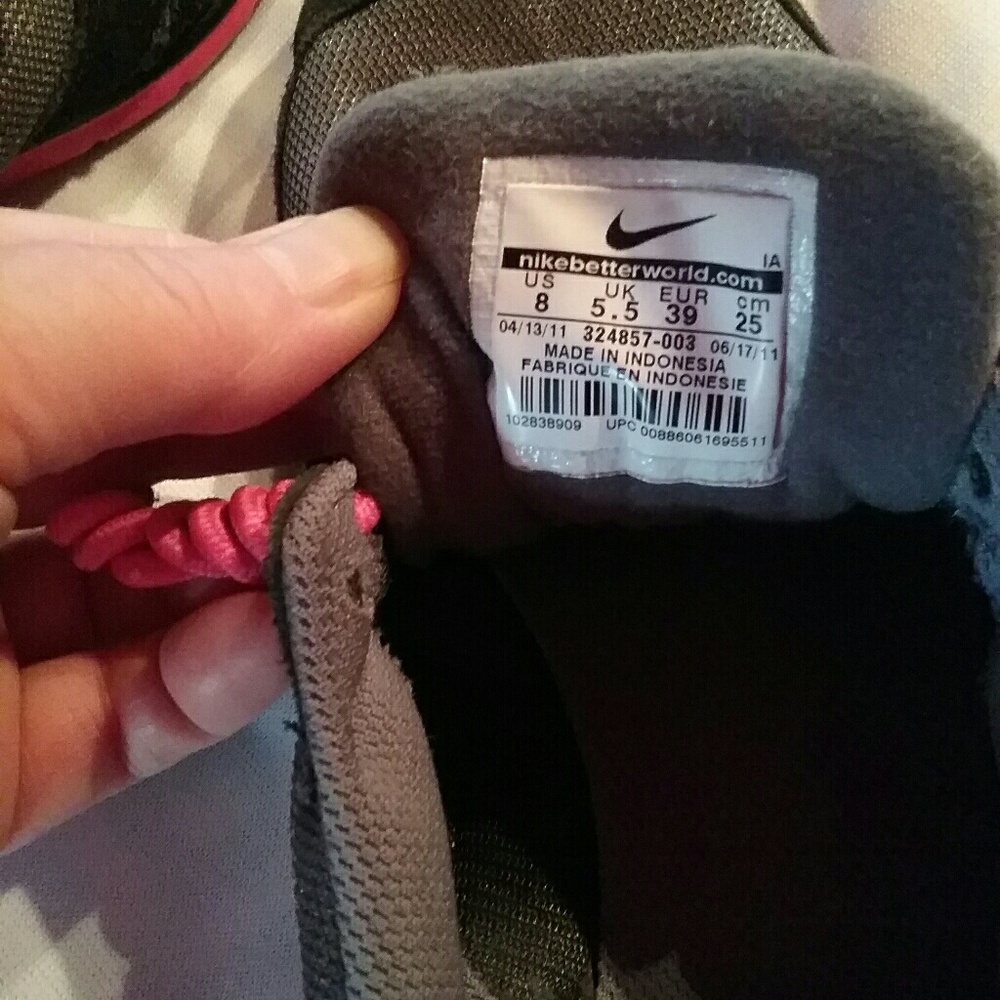 IA
nikebetterworld.com
US UK EUR cm
8 5.5 39 25
04/13/11 324857-003 06/17/11
MADE IN INDONESIA
FABRIQUE EN INDONESIE
102838909 UPC 00886061695511